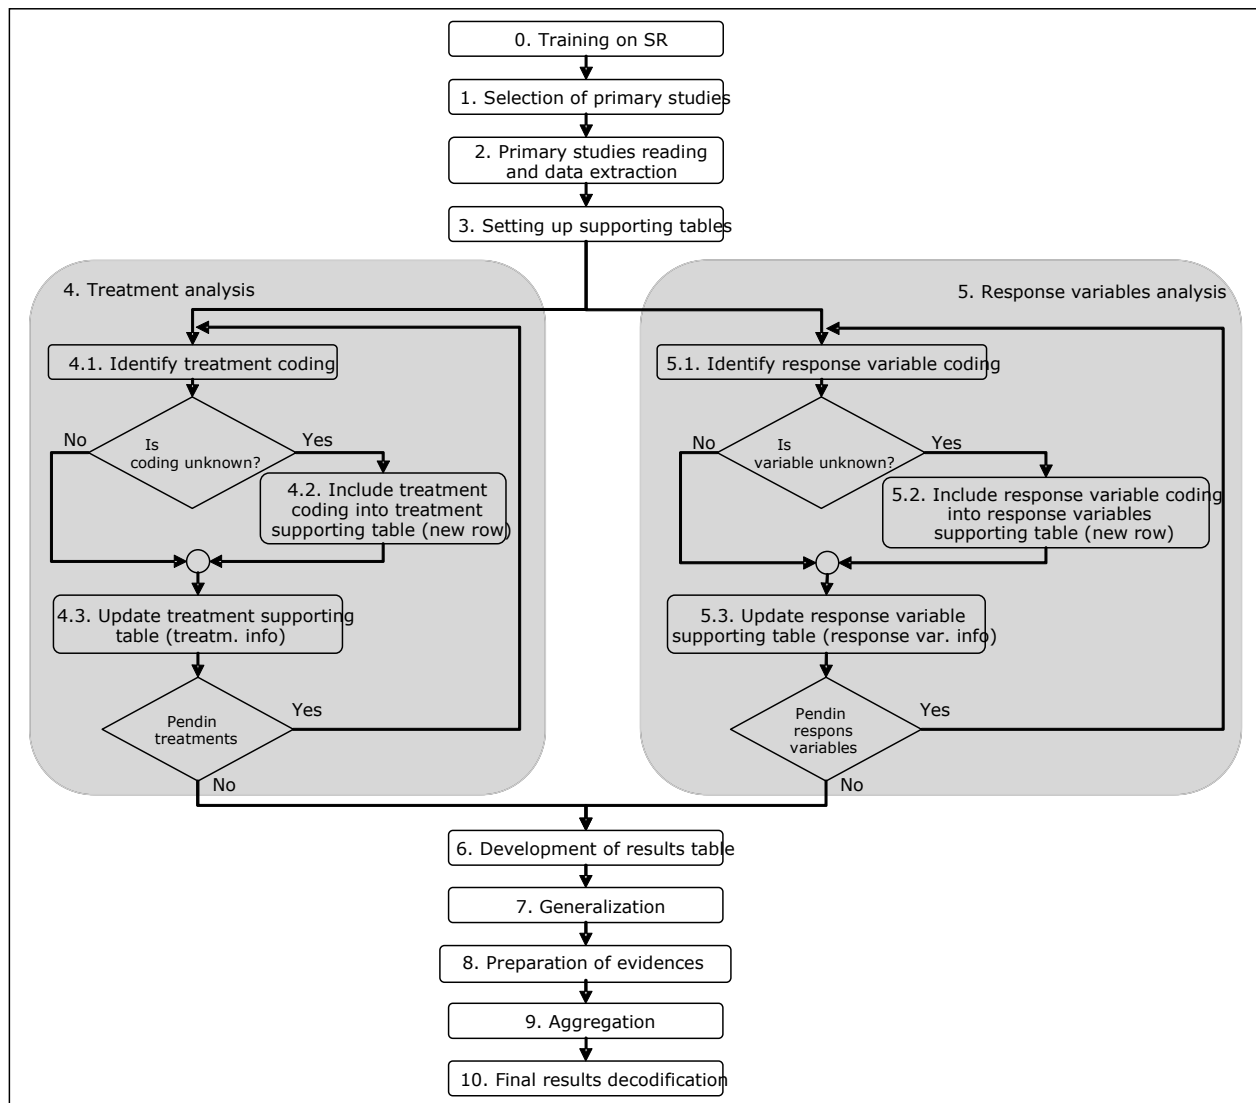 0. Training on SR
1. Selection of primary studies
2. Primary studies reading
and data extraction
3. Setting up supporting tables
4. Treatment analysis
4.1. Identify treatment coding
No
Is
coding unknown?
Yes
4.2. Include treatment
coding into treatment
supporting table (new row)
4.3. Update treatment supporting
table (treatm. info)
Pendin
treatments
Yes
No
5. Response variables analysis
5.1. Identify response variable coding
No
Is
variable unknown?
Yes
5.2. Include response variable coding
into response variables
supporting table (new row)
5.3. Update response variable
supporting table (response var. info)
Pendin
respons
variables
Yes
No
6. Development of results table
7. Generalization
8. Preparation of evidences
9. Aggregation
10. Final results decodification